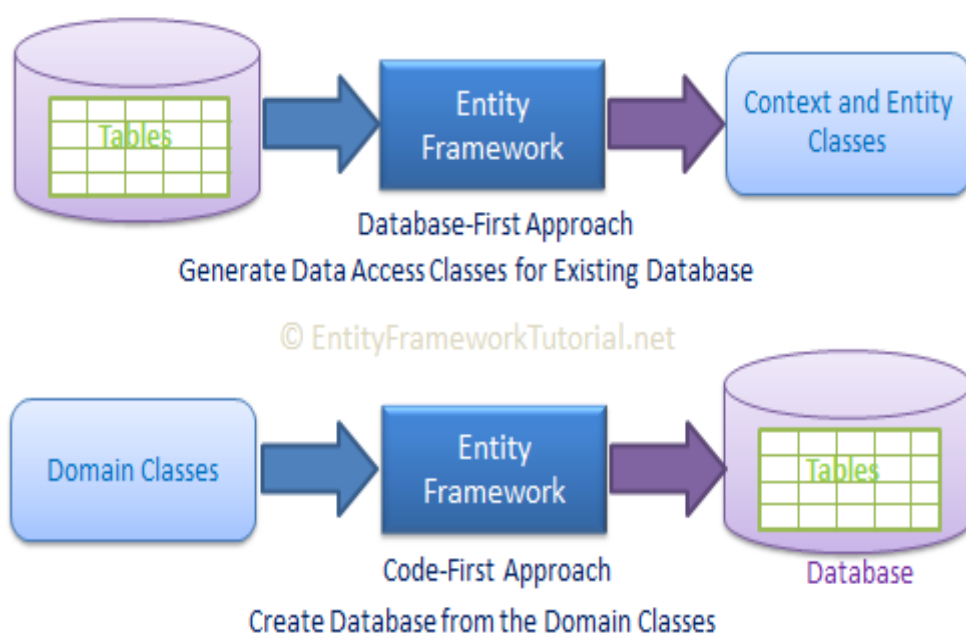 Tables
Entity
Framework
Context and Entity
Classes
Database-First Approach
Generate Data Access Classes for Existing Database
© EntityFrameworkTutorial.net
Domain Classes
Entity
Framework
Tables
Code-First Approach
Database
Create Database from the Domain Classes